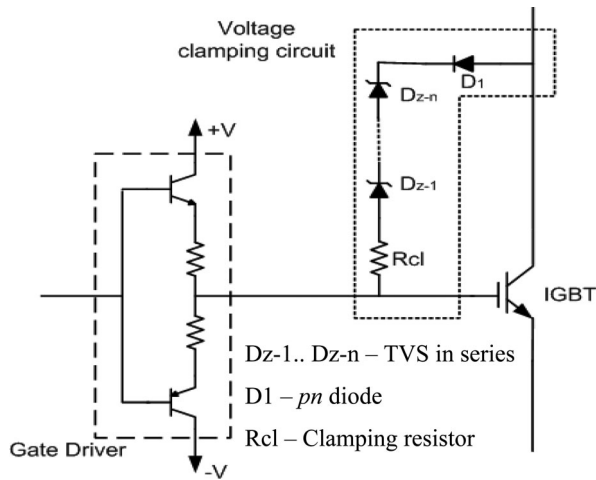 Voltage
clamping circuit
D1
Dz-n
+V
Dz-1
Rcl
IGBT
Dz-1.. Dz-n – TVS in series
D1 – pn diode
Rcl – Clamping resistor
Gate Driver
-V